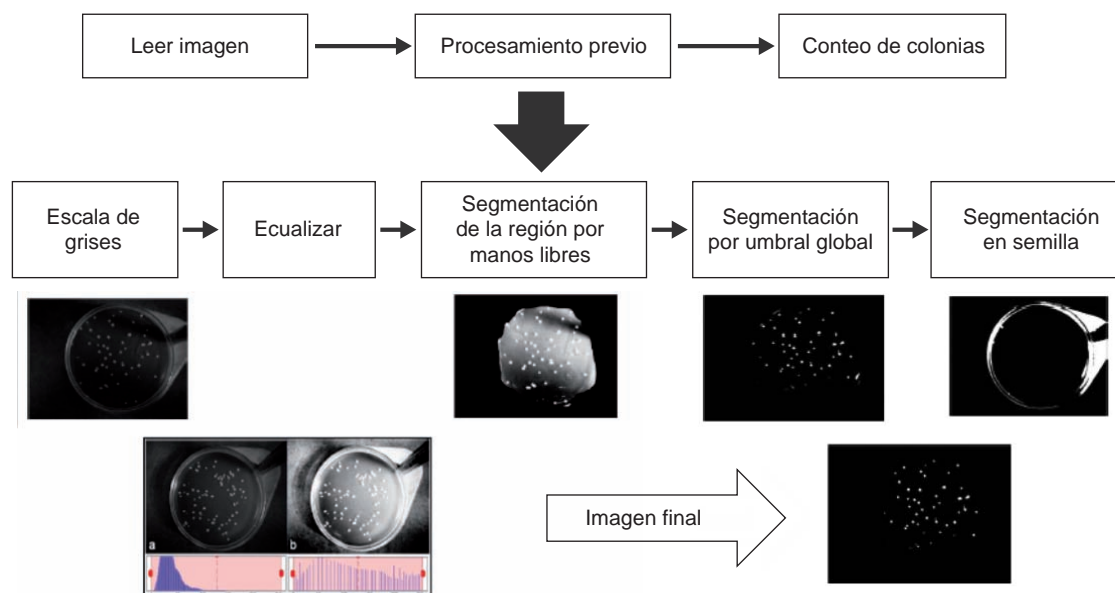 Leer imagen
Procesamiento previo
Conteo de colonias
Escala de
grises
Ecualizar
Segmentación
de la región por
manos libres
Segmentación
por umbral global
Segmentación
en semilla
a
b
Imagen final